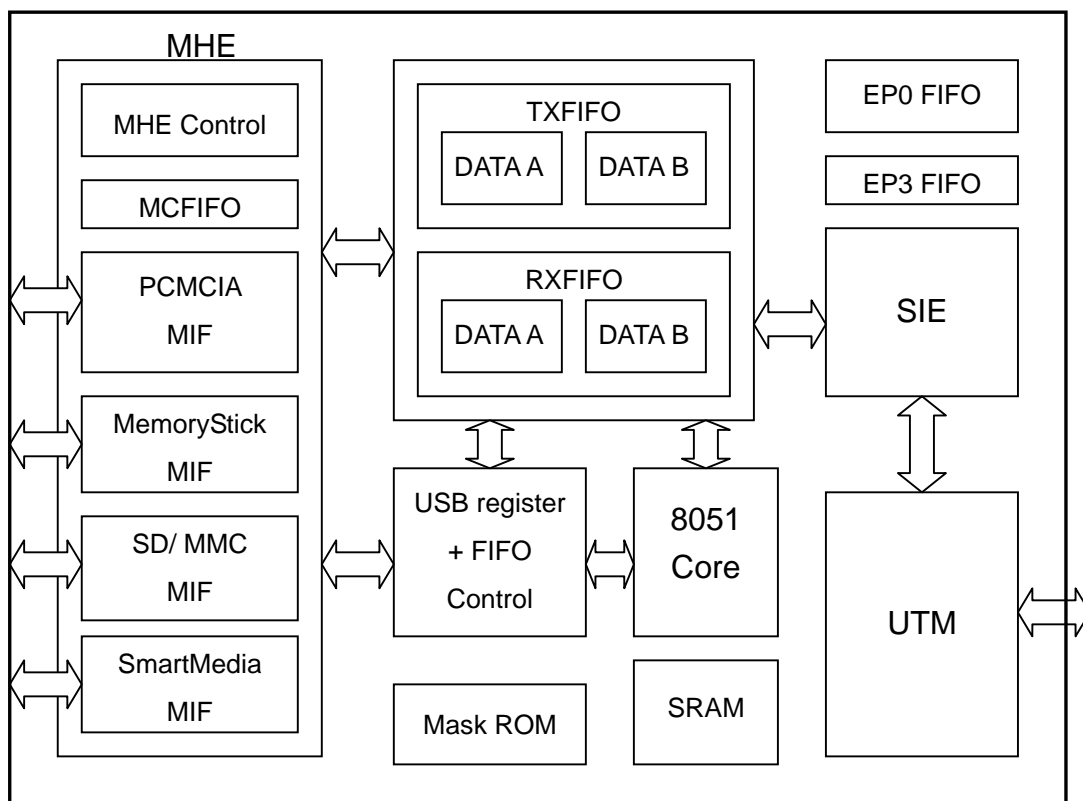 MHE
MHE Control
MCFIFO
PCMCIA
MIF
MemoryStick
MIF
SD/ MMC
MIF
SmartMedia
MIF
TXFIFO
DATA A
DATA B
RXFIFO
DATA A
DATA B
USB register
+ FIFO
Control
8051
Core
Mask ROM
SRAM
EP0 FIFO
EP3 FIFO
SIE
UTM